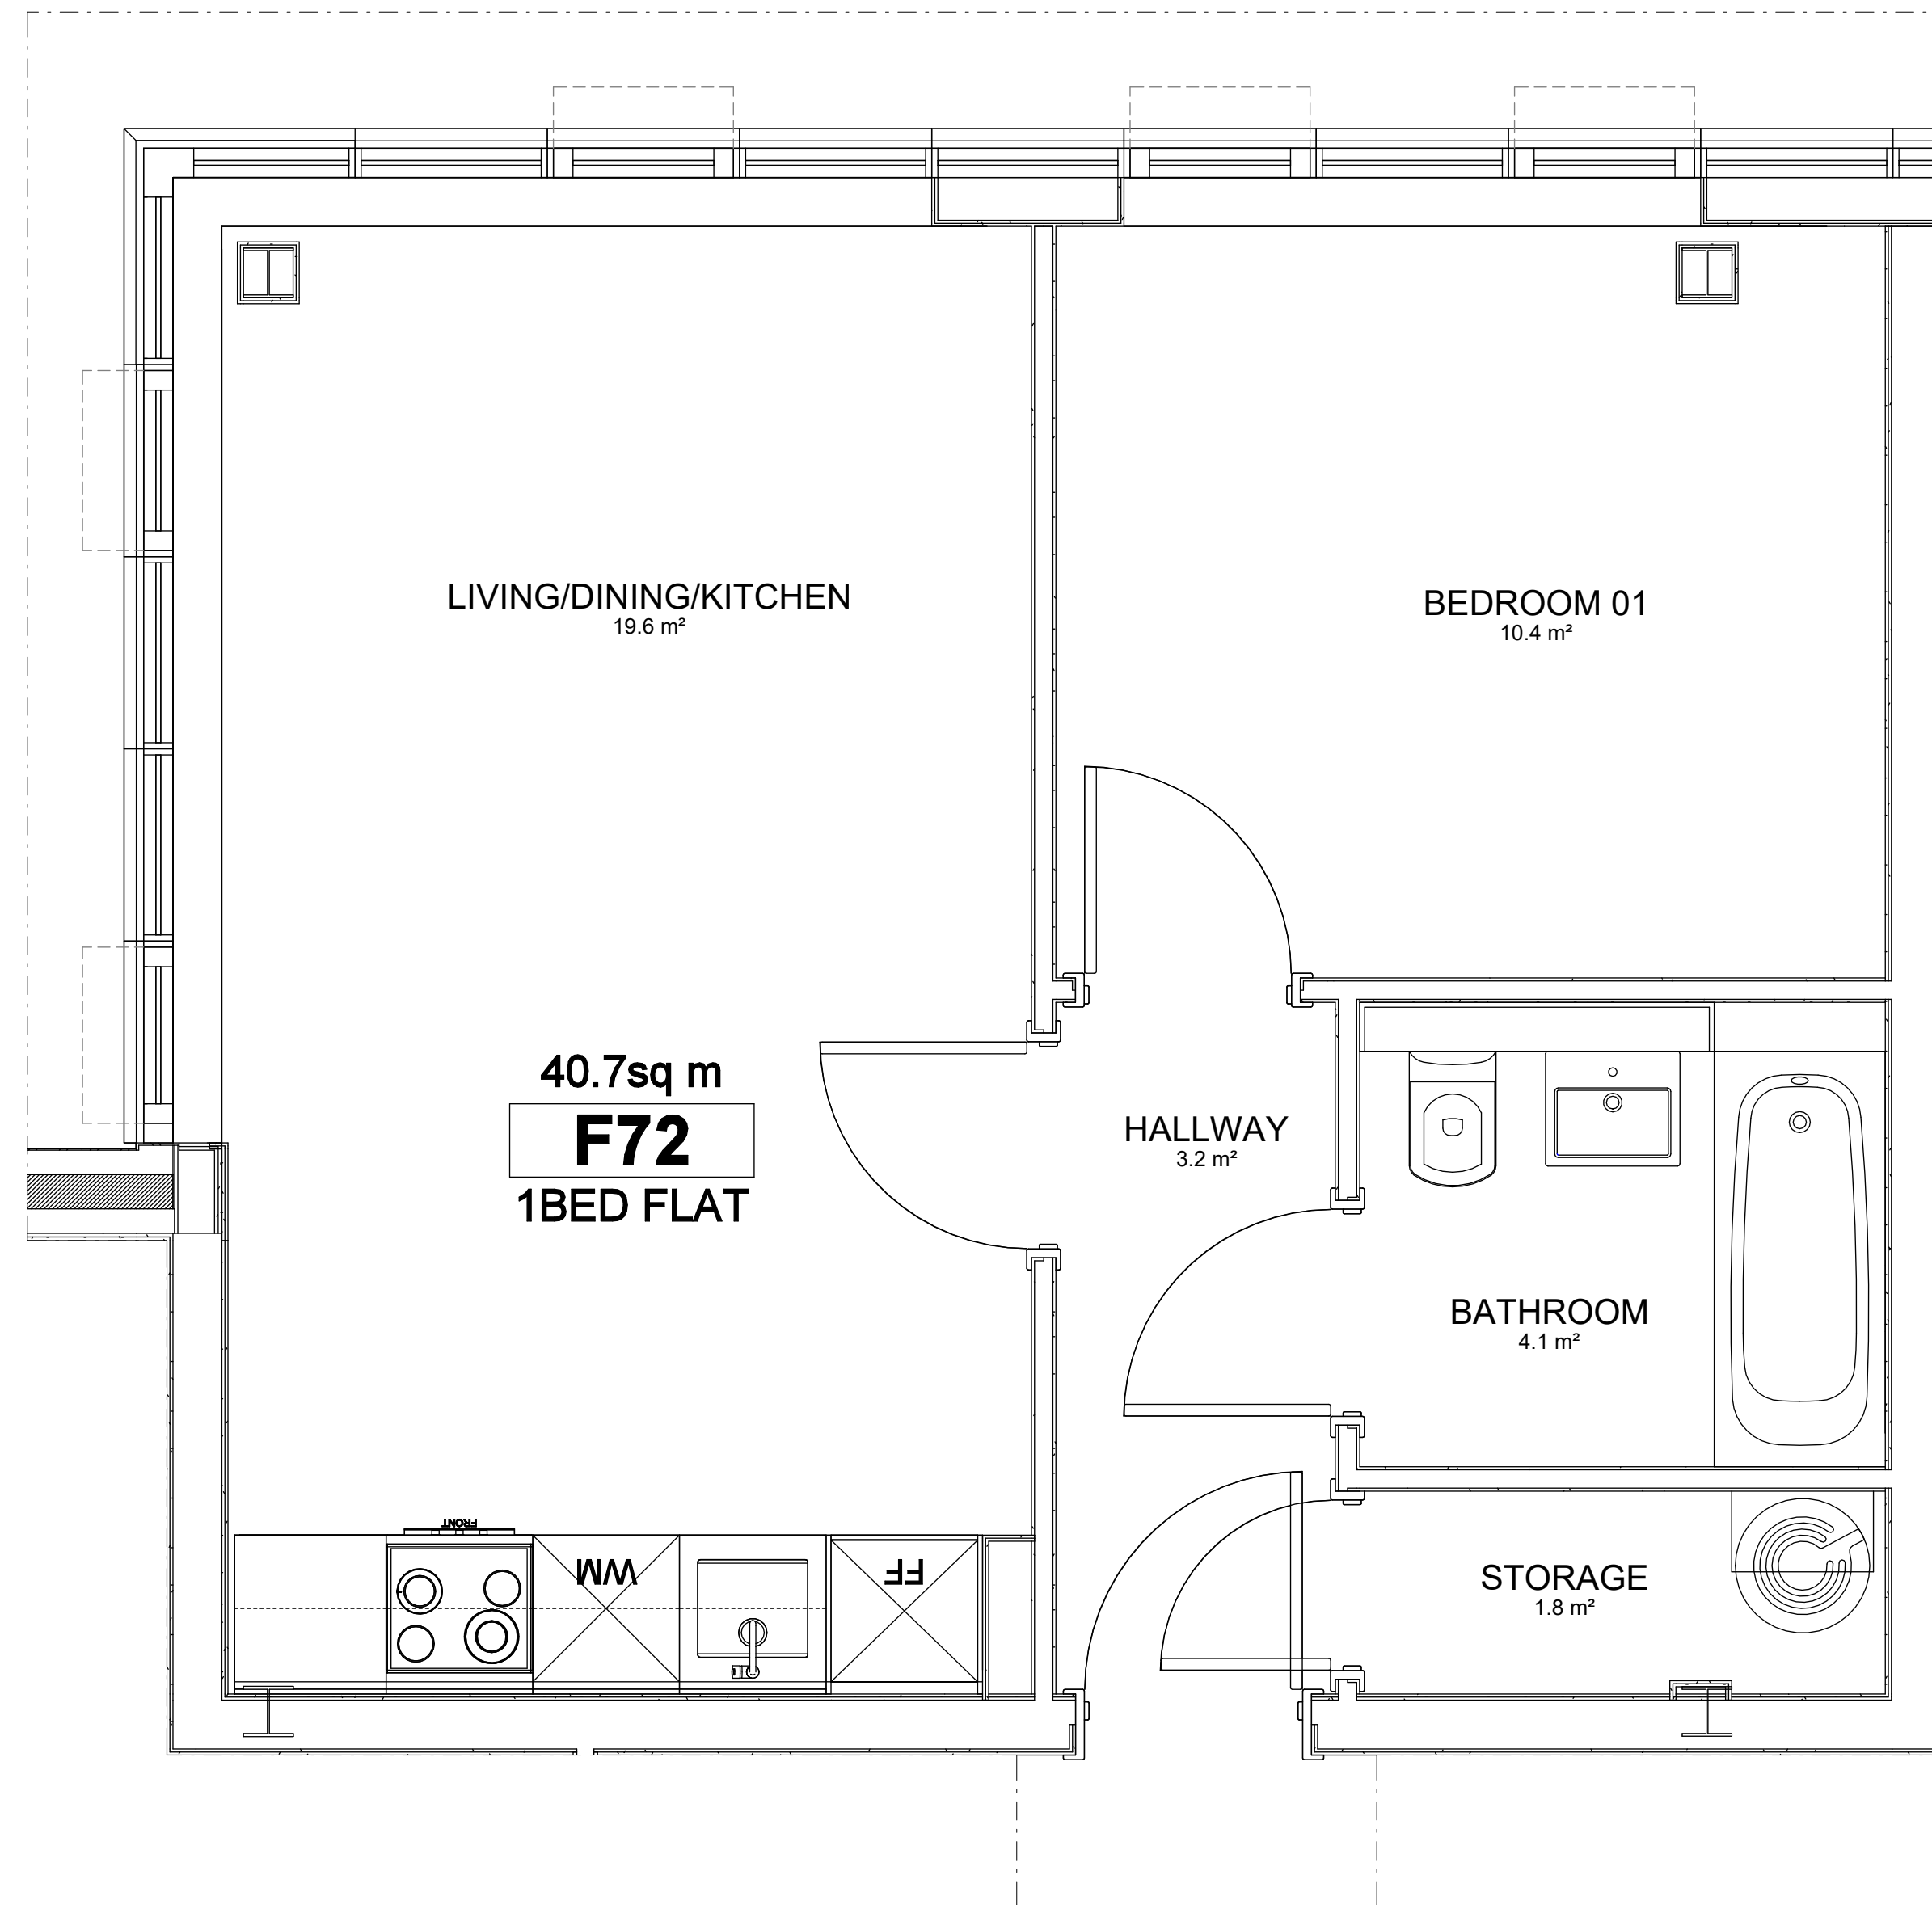 LIVING/DINING/KITCHEN
19.6 m²
BEDROOM 01
10.4 m²
40.7sq m
F72
1BED FLAT
HALLWAY
3.2 m²
BATHROOM
4.1 m²
FRONT
WM
FF
STORAGE
1.8 m²